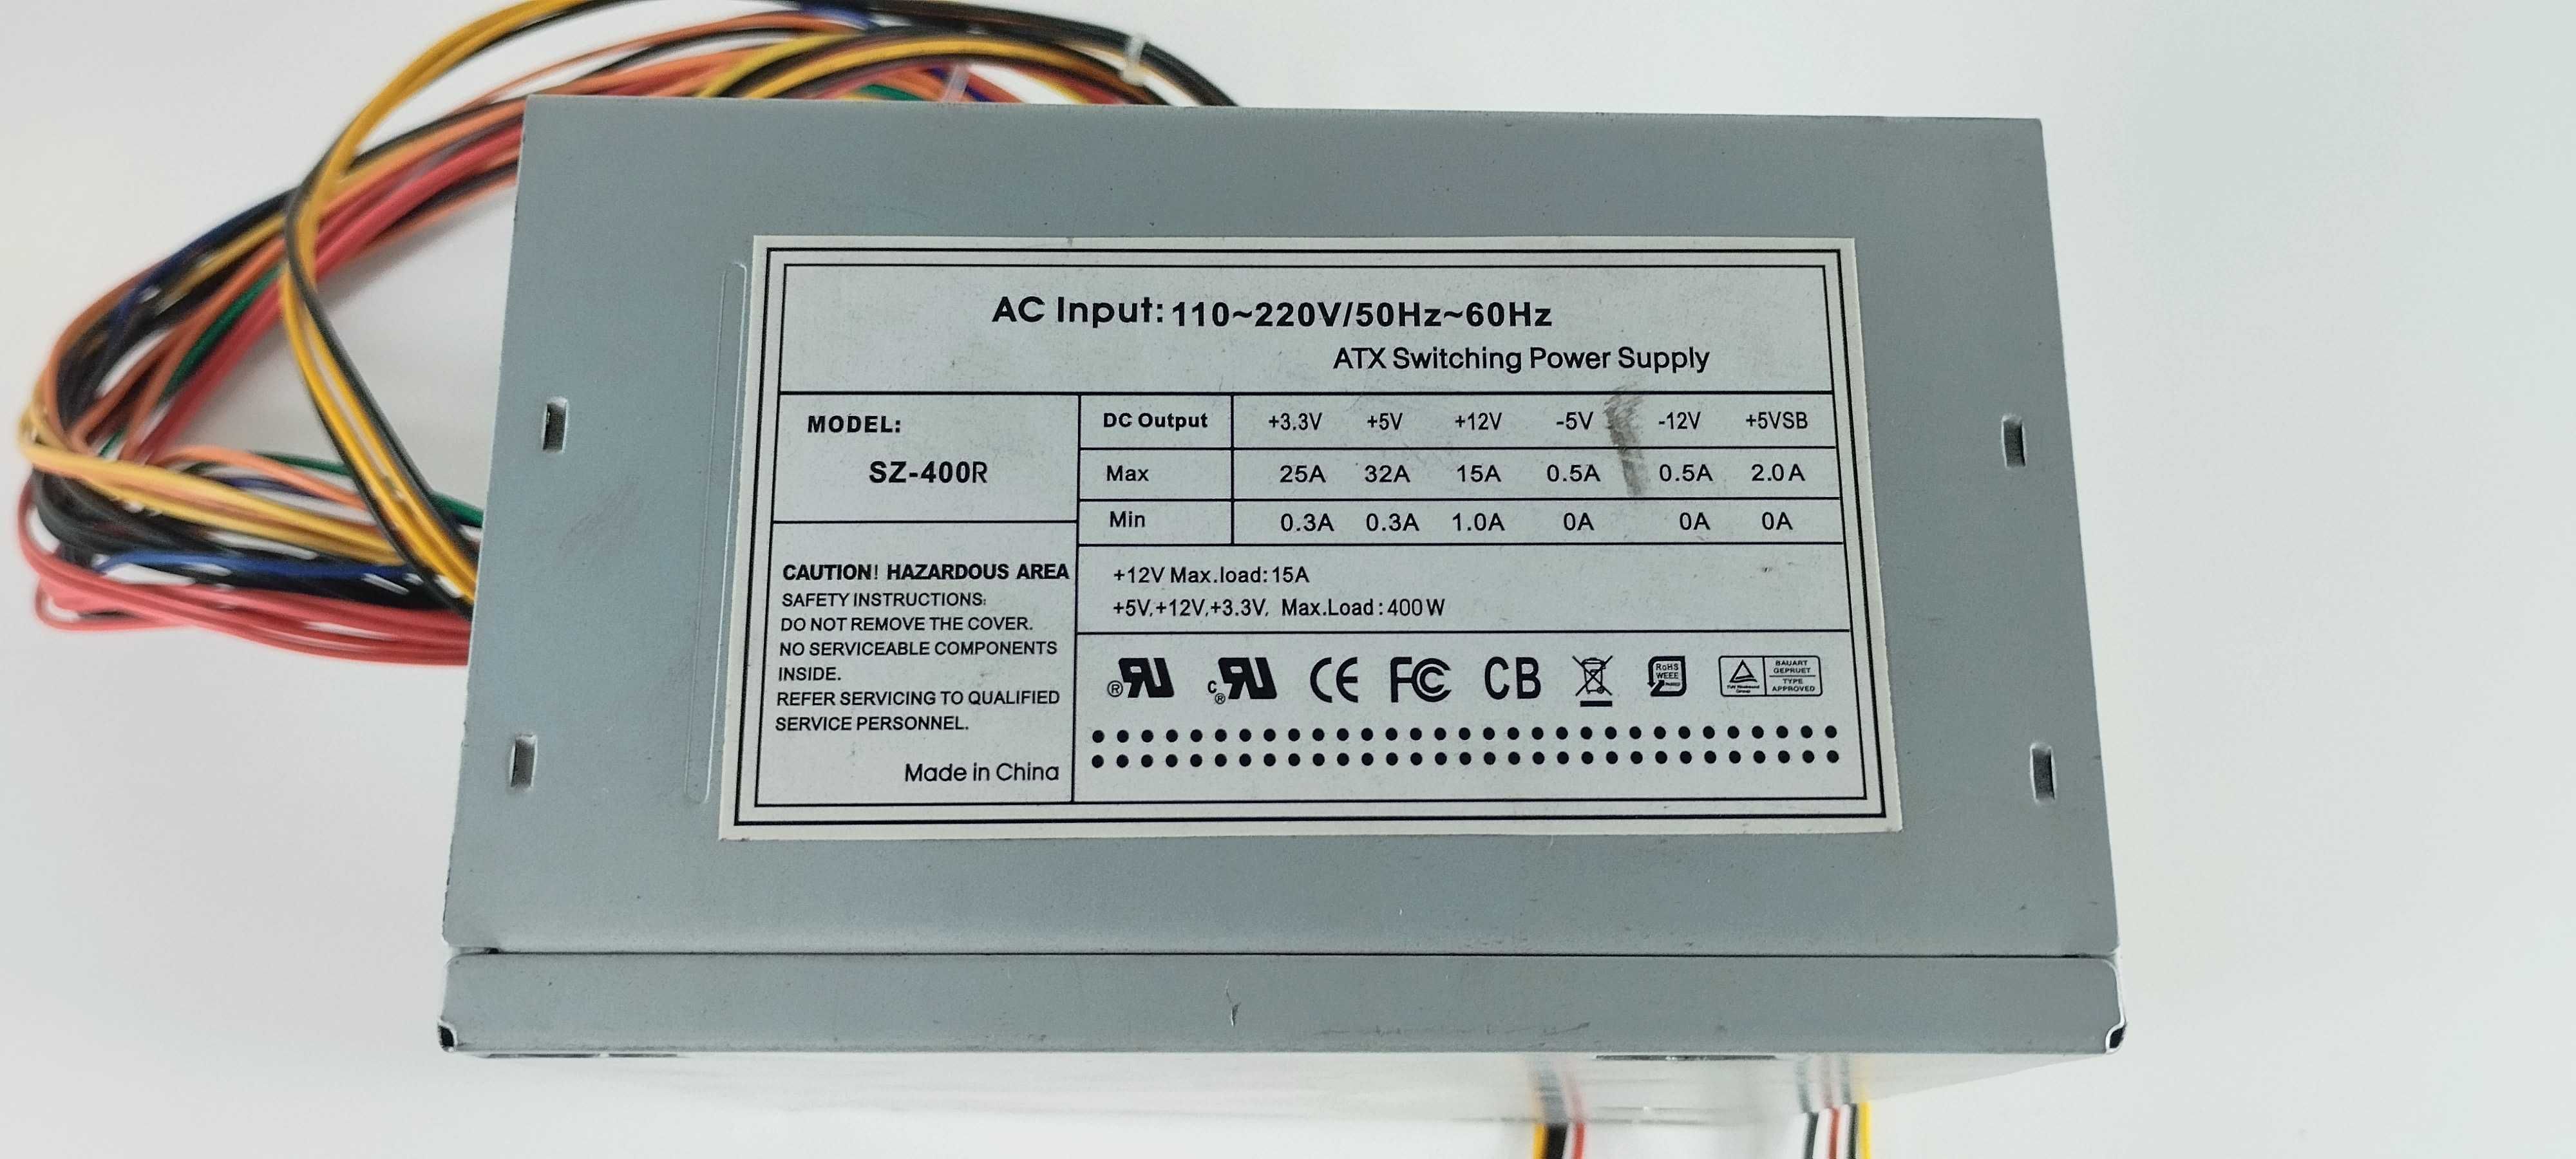 AC Input: 110~220V/50Hz~60Hz
ATX Switching Power Supply
MODEL:
SZ-400R
DC Output +3.3V +5V +12V -5V -12V +5VSB
Max 25A 32A 15A 0.5A 0.5A 2.0A
Min 0.3A 0.3A 1.0A 0A 0A 0A
+12V Max.load:15A
+5V,+12V,+3.3V, Max.Load:400W
CAUTION! HAZARDOUS AREA
SAFETY INSTRUCTIONS:
DO NOT REMOVE THE COVER.
NO SERVICEABLE COMPONENTS
INSIDE.
REFER SERVICING TO QUALIFIED
SERVICE PERSONNEL.
Made in China
CE FC CB
RoHS
WEEE
BAUART
GEPRUET
TYPE
APPROVED